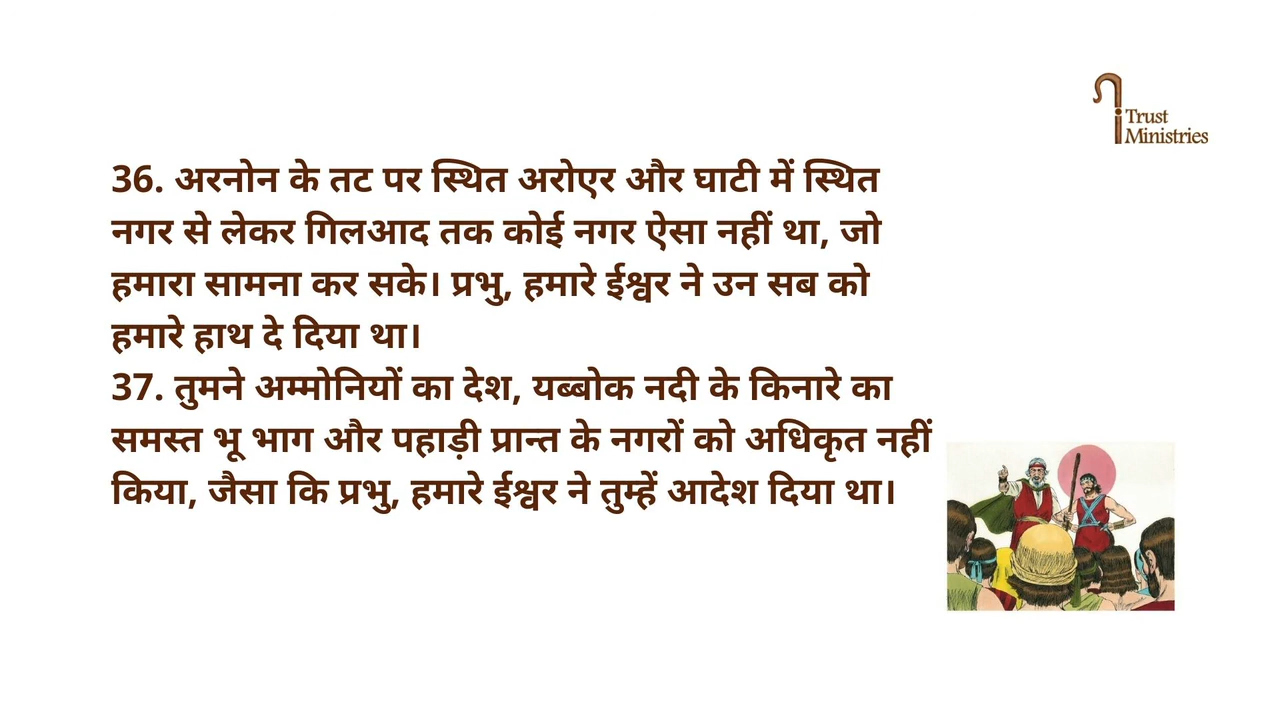 Trust
Ministries
36. अरनोन के तट पर स्थित अरोएर और घाटी में स्थित
नगर से लेकर गिलआद तक कोई नगर ऐसा नहीं था, जो
हमारा सामना कर सके। प्रभु, हमारे ईश्वर ने उन सब को
हमारे हाथ दे दिया था।
37. तुमने अम्मोनियों का देश, यब्बोक नदी के किनारे का
समस्त भू भाग और पहाड़ी प्रान्त के नगरों को अधिकृत नहीं
किया, जैसा कि प्रभु, हमारे ईश्वर ने तुम्हें आदेश दिया था।